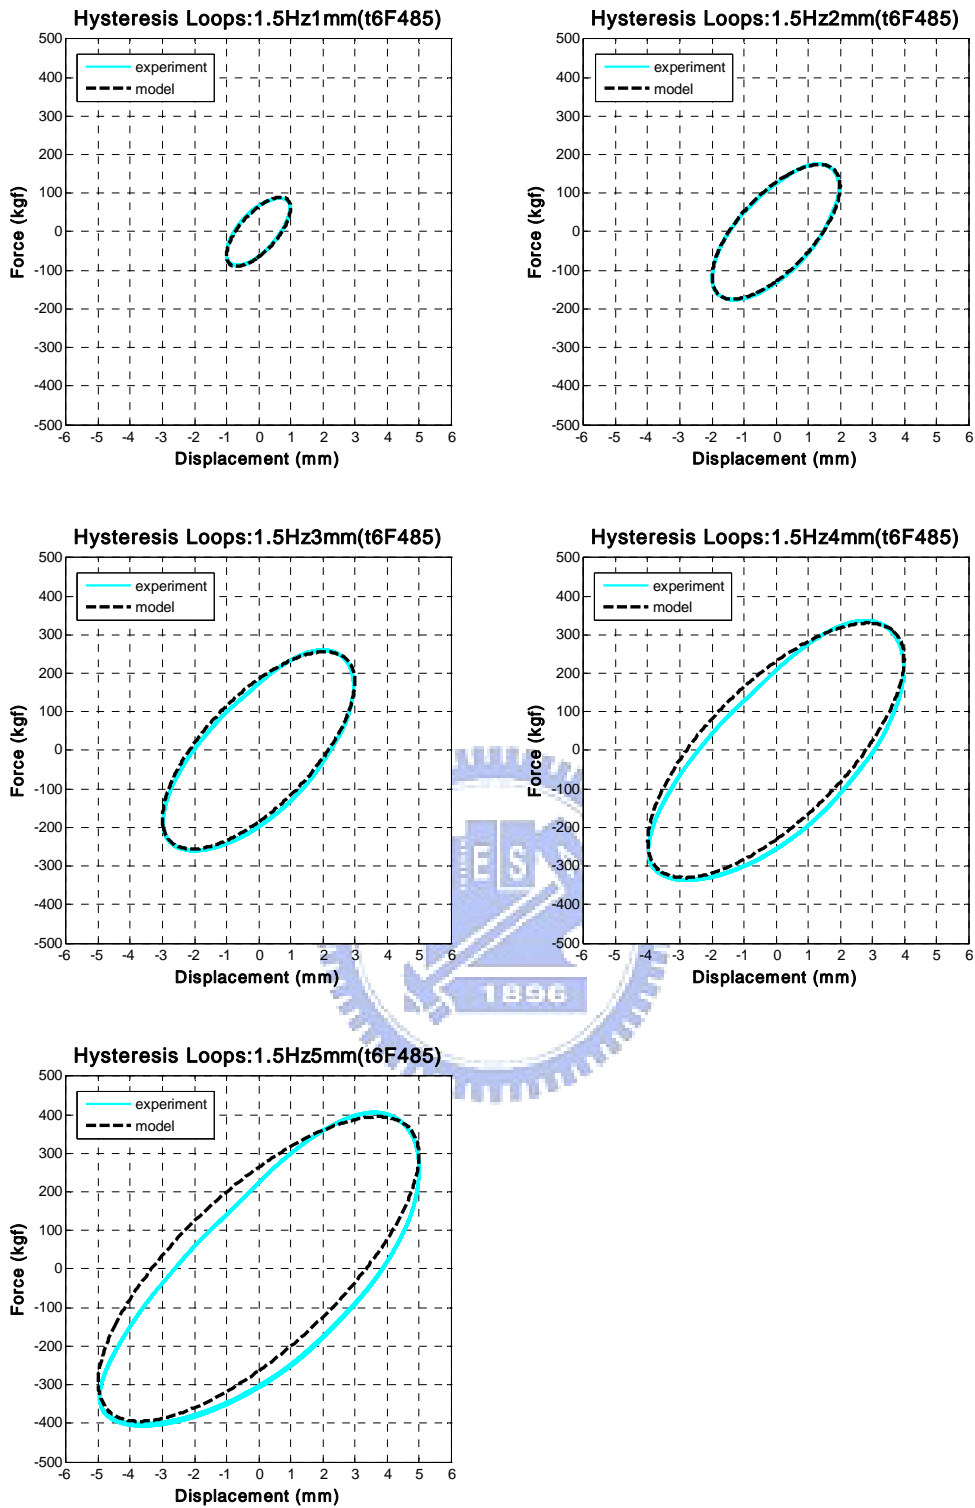 Hysteresis Loops:1.5Hz1mm(t6F485)
500
400
300
200
100
0
-100
-200
-300
-400
-500
-6 -5 -4 -3 -2 -1 0 1 2 3 4 5 6
Force (kgf)
Displacement (mm)
experiment
model
Hysteresis Loops:1.5Hz2mm(t6F485)
500
400
300
200
100
0
-100
-200
-300
-400
-500
-6 -5 -4 -3 -2 -1 0 1 2 3 4 5 6
Force (kgf)
Displacement (mm)
experiment
model
Hysteresis Loops:1.5Hz3mm(t6F485)
500
400
300
200
100
0
-100
-200
-300
-400
-500
-6 -5 -4 -3 -2 -1 0 1 2 3 4 5 6
Force (kgf)
Displacement (mm)
experiment
model
Hysteresis Loops:1.5Hz4mm(t6F485)
500
400
300
200
100
0
-100
-200
-300
-400
-500
-6 -5 -4 -3 -2 -1 0 1 2 3 4 5 6
Force (kgf)
Displacement (mm)
experiment
model
ES
1896
Hysteresis Loops:1.5Hz5mm(t6F485)
500
400
300
200
100
0
-100
-200
-300
-400
-500
-6 -5 -4 -3 -2 -1 0 1 2 3 4 5 6
Force (kgf)
Displacement (mm)
experiment
model